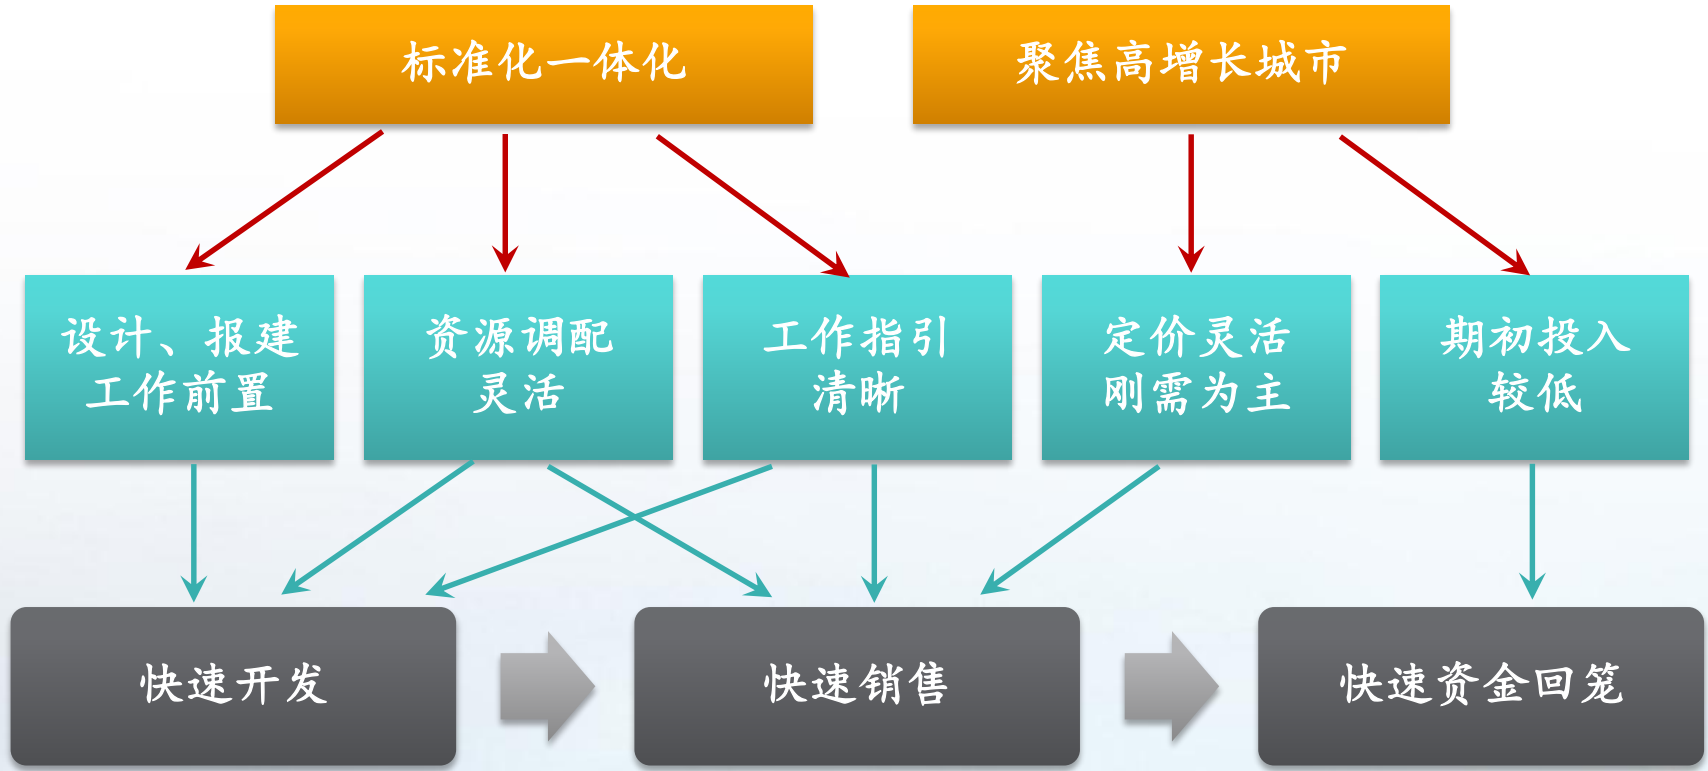 标准化一体化
聚焦高增长城市
设计、报建
工作前置
资源调配
灵活
工作指引
清晰
定价灵活
刚需为主
期初投入
较低
快速开发
快速销售
快速资金回笼